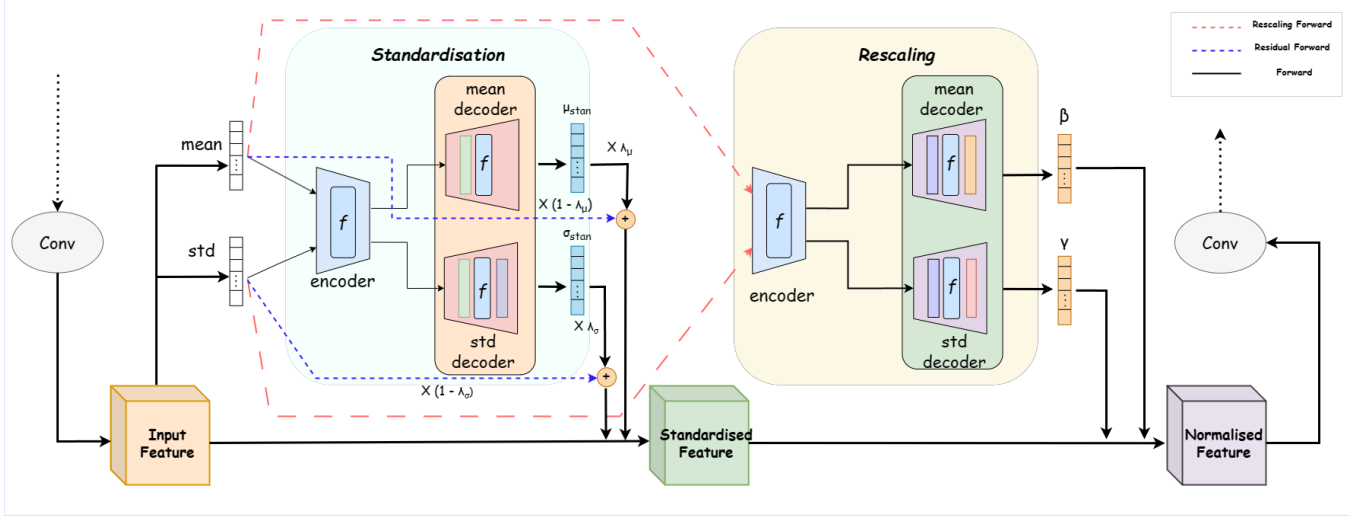 Standardisation
Rescaling
Rescaling Forward
Residual Forward
Forward
mean
decoder
μstan
X λμ
mean
decoder
β
mean
f
f
f
f
X (1 - λμ)
+
Conv
std
encoder
σstan
f
X λσ
std
decoder
X (1 - λσ)
+
encoder
f
std
decoder
γ
Conv
Input
Feature
Standardised
Feature
Normalised
Feature